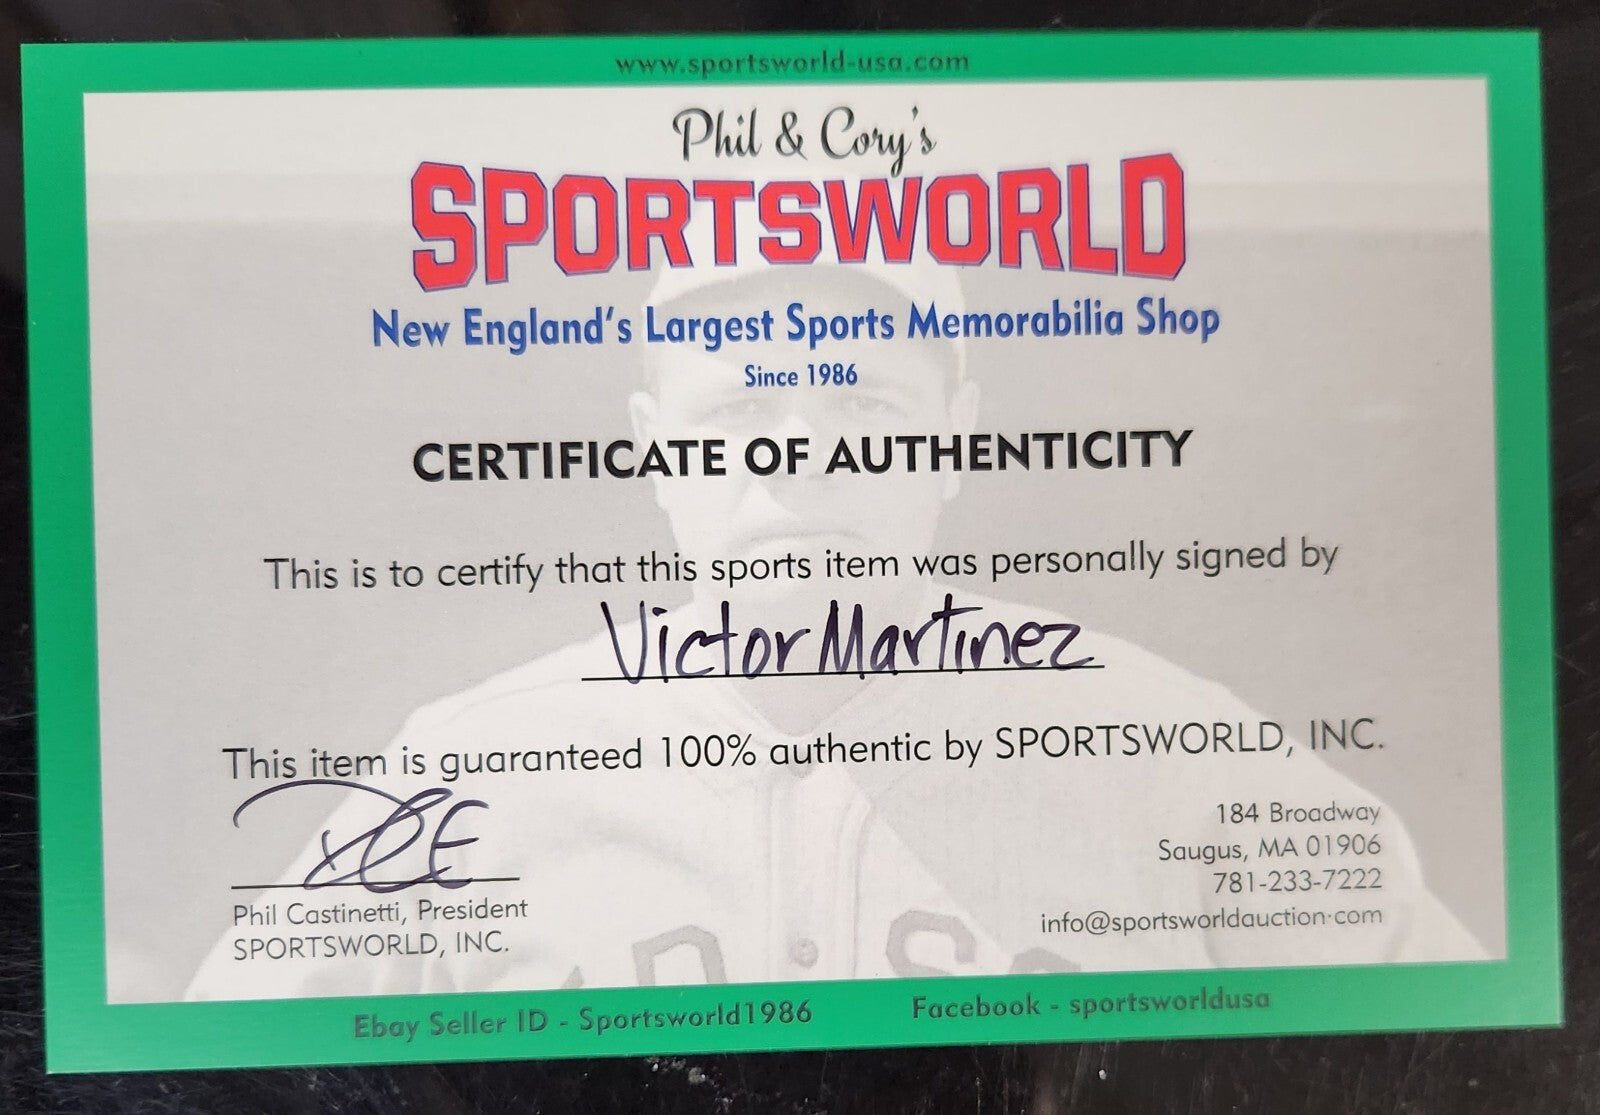 www.sportsworld-usa.com
Phil & Cory's
SPORTSWORLD
New England's Largest Sports Memorabilia Shop
Since 1986
CERTIFICATE OF AUTHENTICITY
This is to certify that this sports item was personally signed by
Victor Martinez
This item is guaranteed 100% authentic by SPORTSWORLD, INC.
Phil Castinetti, President
SPORTSWORLD, INC.
184 Broadway
Saugus, MA 01906
781-233-7222
info@sportsworldauction.com
Ebay Seller ID - Sportsworld1986
Facebook - sportsworldusa